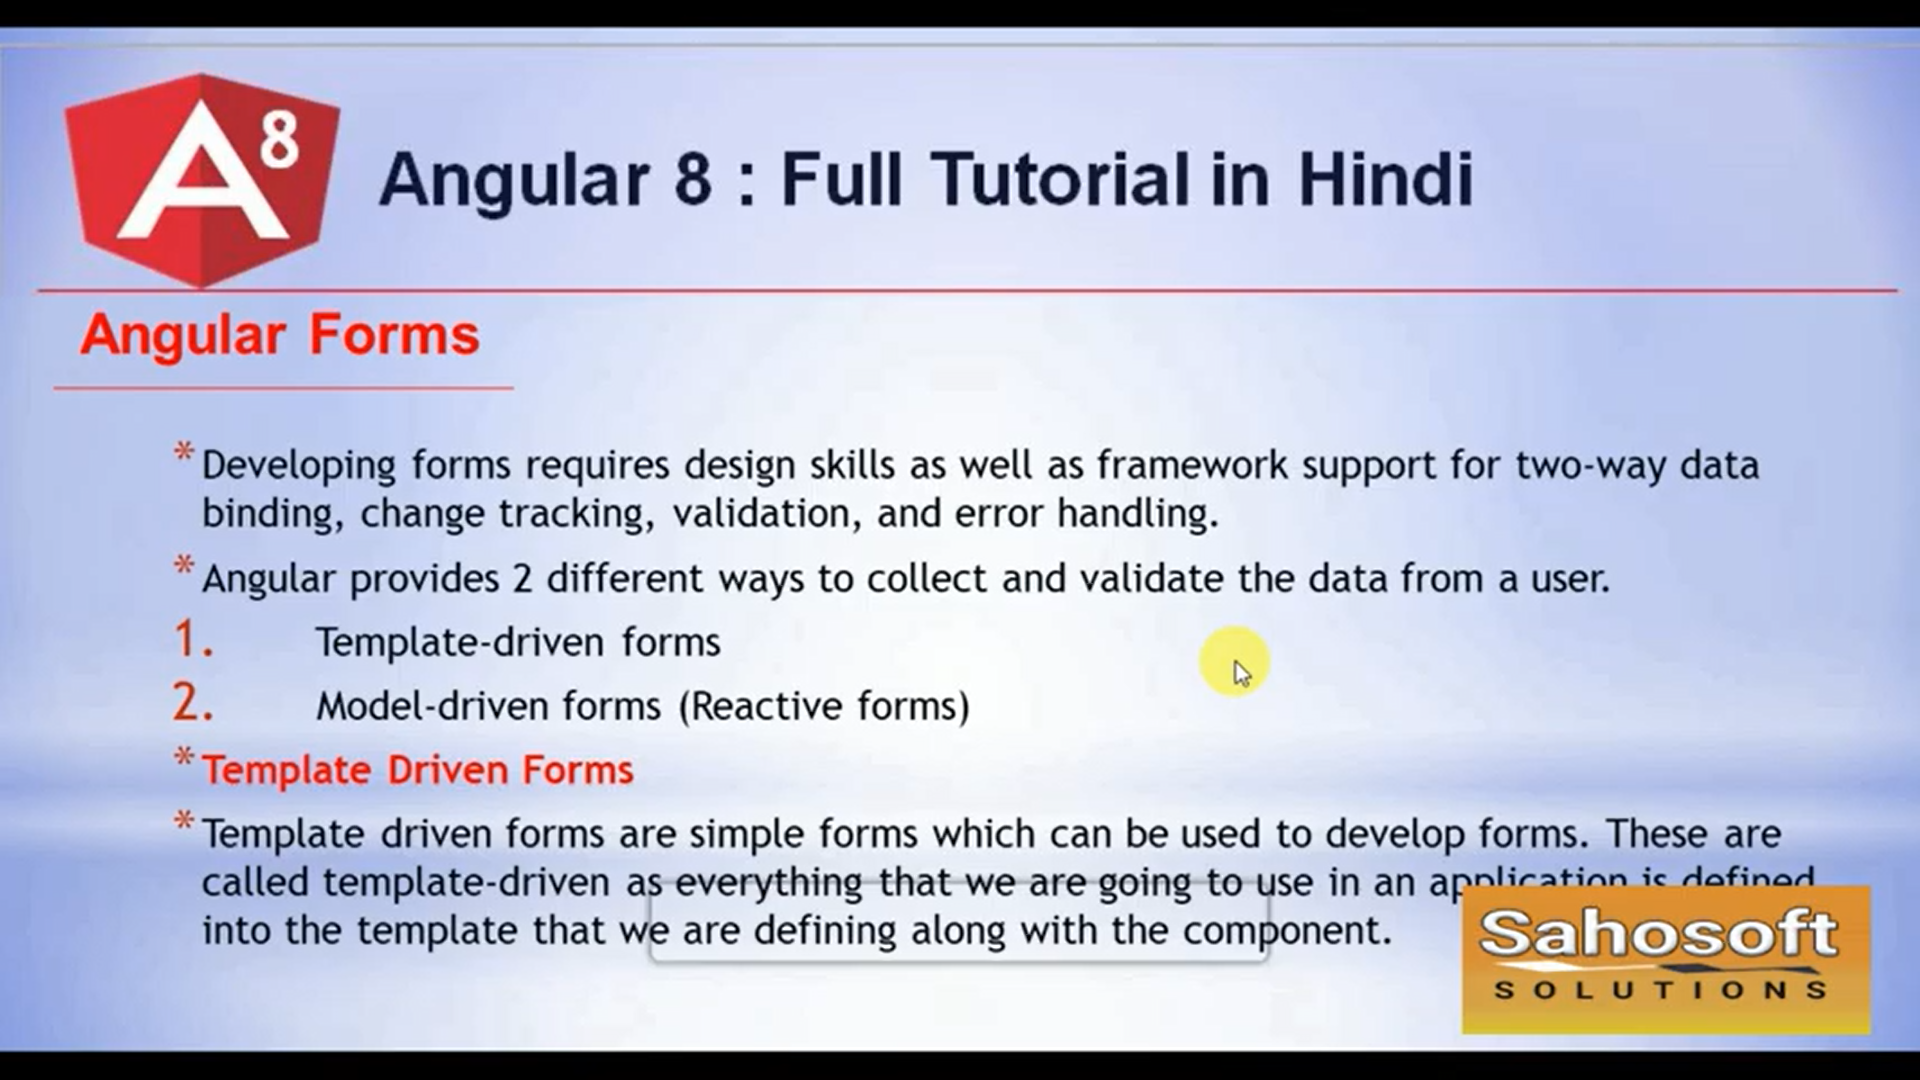 A8
Angular 8 : Full Tutorial in Hindi
Angular Forms
* Developing forms requires design skills as well as framework support for two-way data
binding, change tracking, validation, and error handling.
* Angular provides 2 different ways to collect and validate the data from a user.
1. Template-driven forms
2. Model-driven forms (Reactive forms)
* Template Driven Forms
* Template driven forms are simple forms which can be used to develop forms. These are
called template-driven as everything that we are going to use in an application is defined
into the template that we are defining along with the component.
Sahosoft
SOLUTIONS